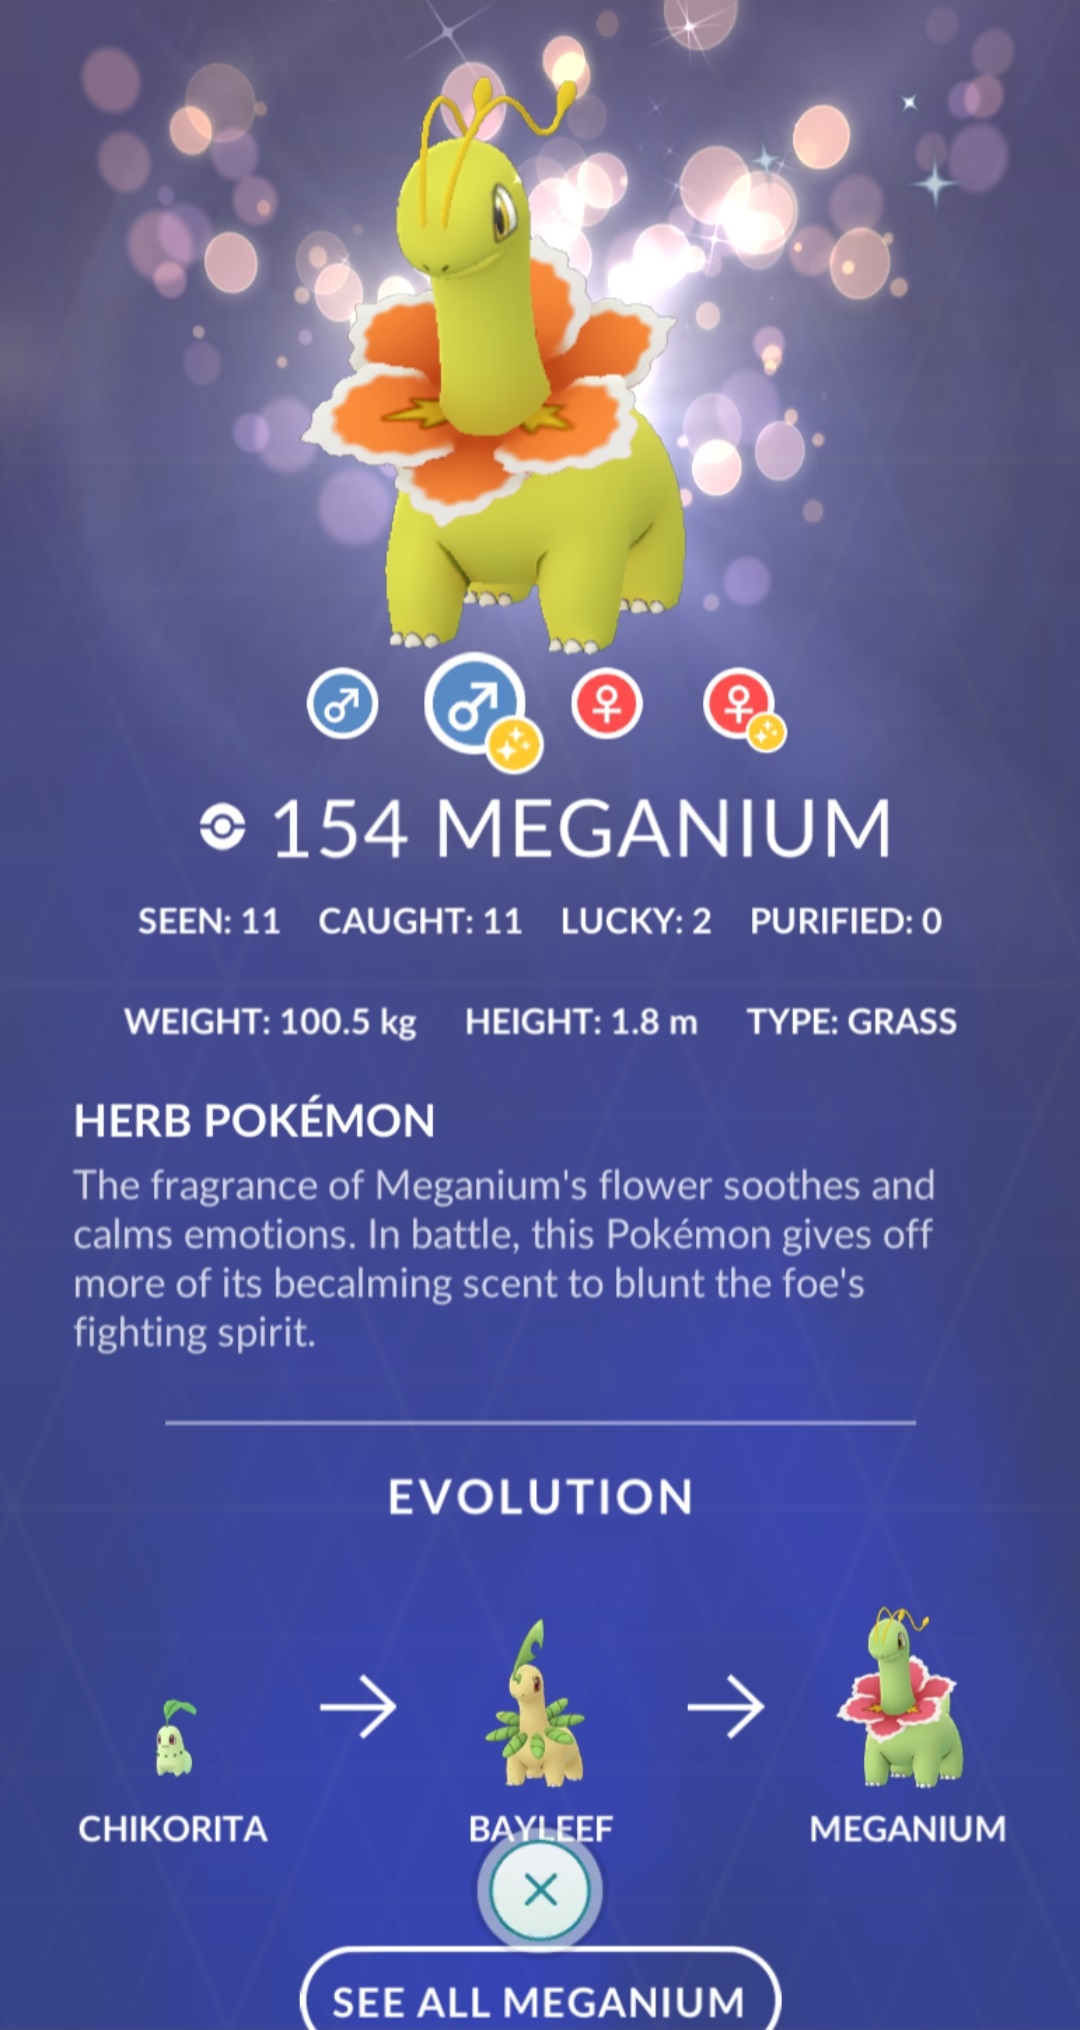 154 MEGANIUM
SEEN: 11 CAUGHT: 11 LUCKY: 2 PURIFIED: 0
WEIGHT: 100.5 kg HEIGHT: 1.8 m TYPE: GRASS
HERB POKÉMON
The fragrance of Meganium's flower soothes and
calms emotions. In battle, this Pokémon gives off
more of its becalming scent to blunt the foe's
fighting spirit.
EVOLUTION
CHIKORITA BAYLEEF MEGANIUM
SEE ALL MEGANIUM